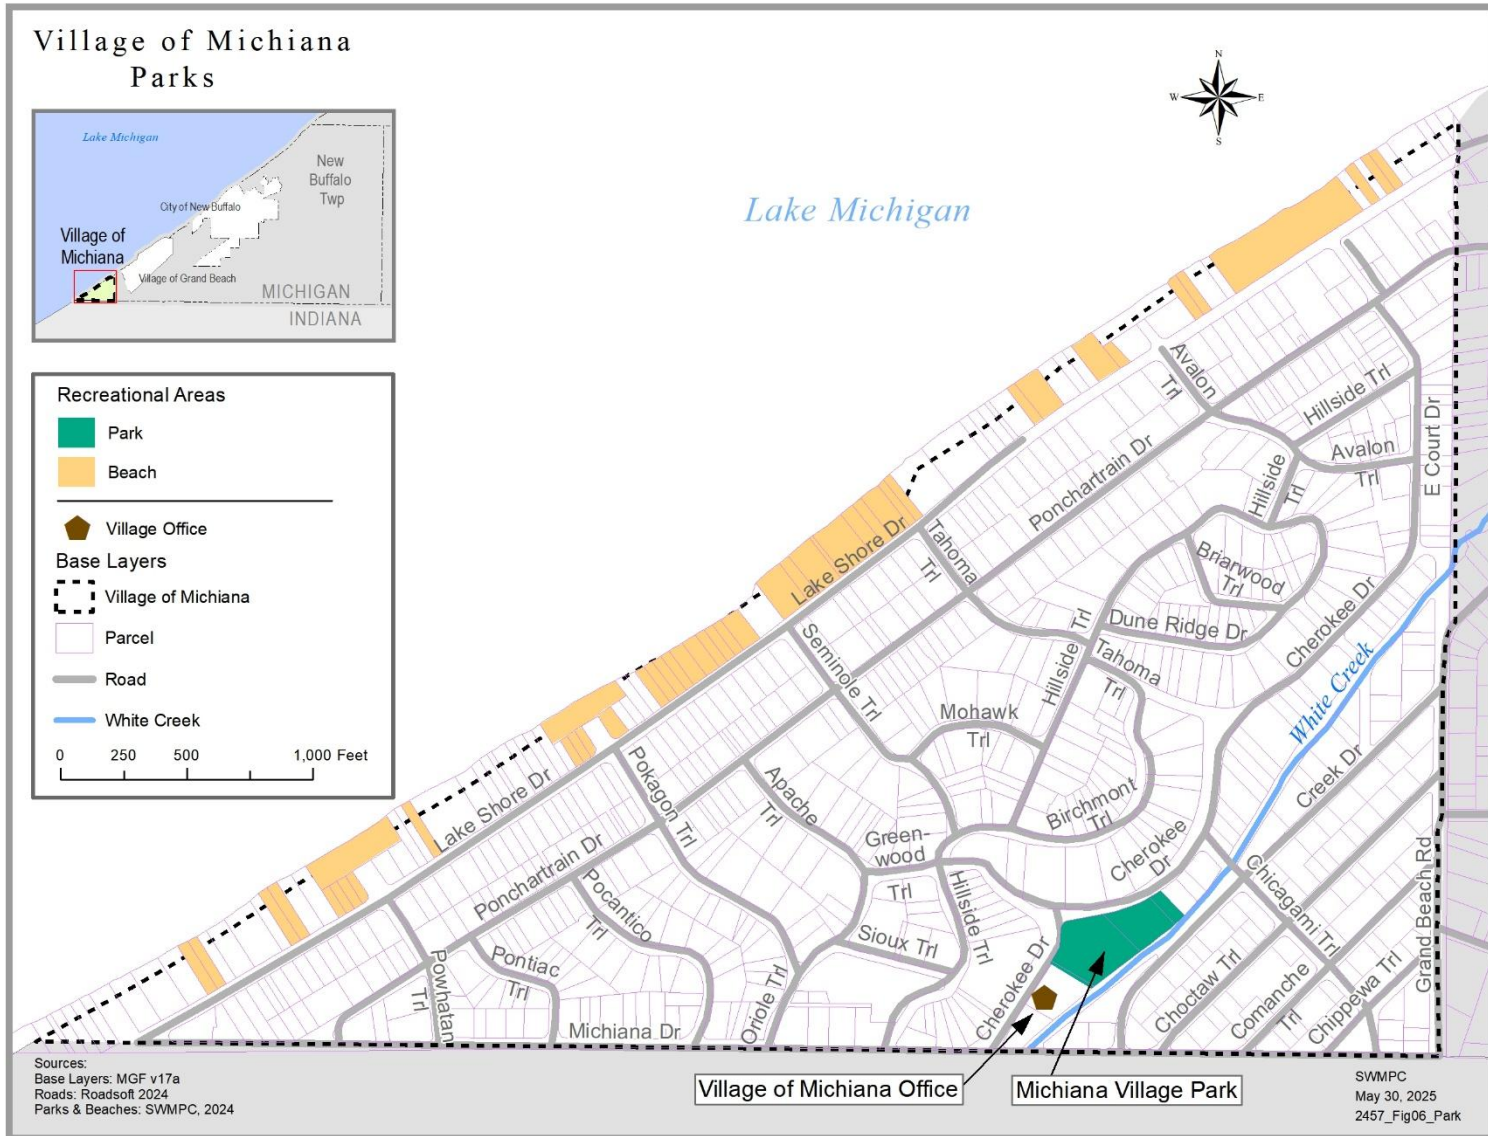 Village of Michiana
Parks
Lake Michigan
New
Buffalo
Twp
City of New Buffalo
Village of
Michiana
Village of Grand Beach
MICHIGAN
INDIANA
Recreational Areas
Park
Beach
Village Office
Base Layers
Village of Michiana
Parcel
Road
White Creek
0 250 500 1,000 Feet
N
W E
S
Lake Michigan
Avalon
Trl
Hillside Trl
Avalon
Trl
E Court Dr
Ponchartrain Dr
Hillside
Trl
Lake Shore Dr
Tahoma
Trl
Briarwood
Trl
Dune Ridge Dr
Cherokee Dr
White Creek
Seminole Trl
Hillside Trl
Tahoma
Trl
Mohawk
Trl
Pokagon Trl
Lake Shore Dr
Apache
Trl
Birchmont
Trl
Creek Dr
Green-
wood
Trl
Cherokee
Dr
Ponchartrain Dr
Pocantico
Trl
Hillside Trl
Chicagami Trl
Grand Beach Rd
Sioux Trl
Pontiac
Trl
Powhatan
Trl
Oriole Trl
Michiana Dr
Cherokee Dr
Choctaw Trl
Comanche
Trl
Chippewa Trl
Village of Michiana Office
Michiana Village Park
Sources:
Base Layers: MGF v17a
Roads: Roadsoft 2024
Parks & Beaches: SWMPC, 2024
SWMPC
May 30, 2025
2457_Fig06_Park